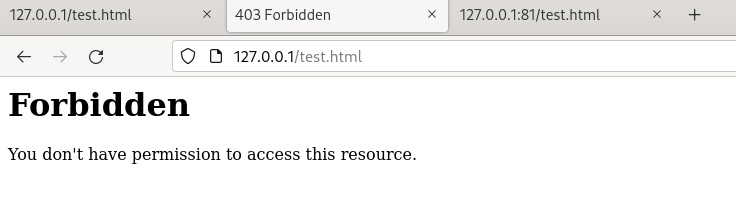 127.0.0.1/test.html
403 Forbidden
127.0.0.1:81/test.html
127.0.0.1/test.html
Forbidden
You don't have permission to access this resource.